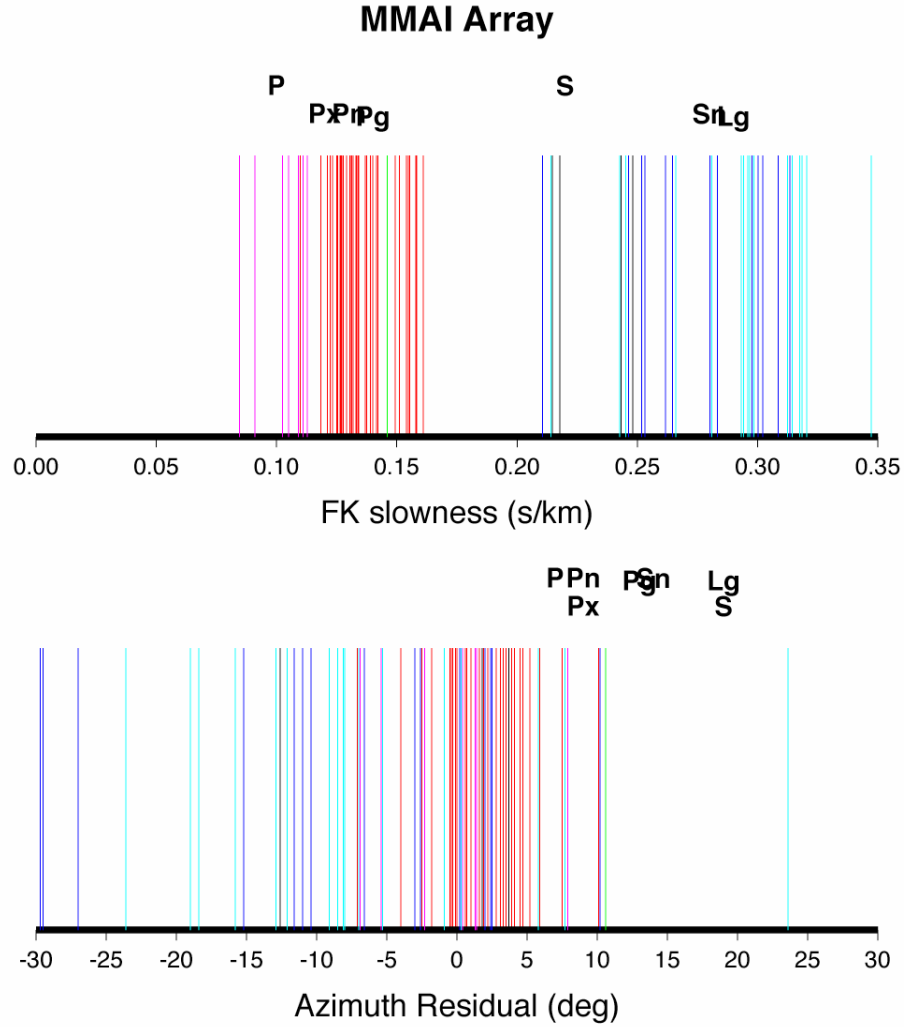 MMAI Array
P S
Px Pn Pg Sn Lg
0.00 0.05 0.10 0.15 0.20 0.25 0.30 0.35
FK slowness (s/km)
P Pn Pg Sn Lg
Px S
-30 -25 -20 -15 -10 -5 0 5 10 15 20 25 30
Azimuth Residual (deg)